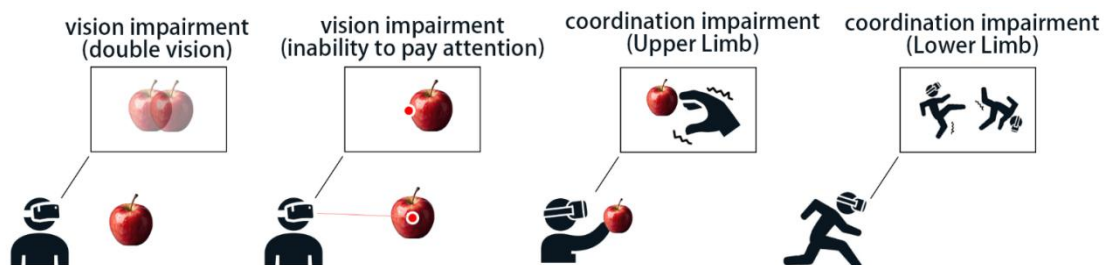 vision impairment
(double vision)
vision impairment
(inability to pay attention)
coordination impairment
(Upper Limb)
coordination impairment
(Lower Limb)